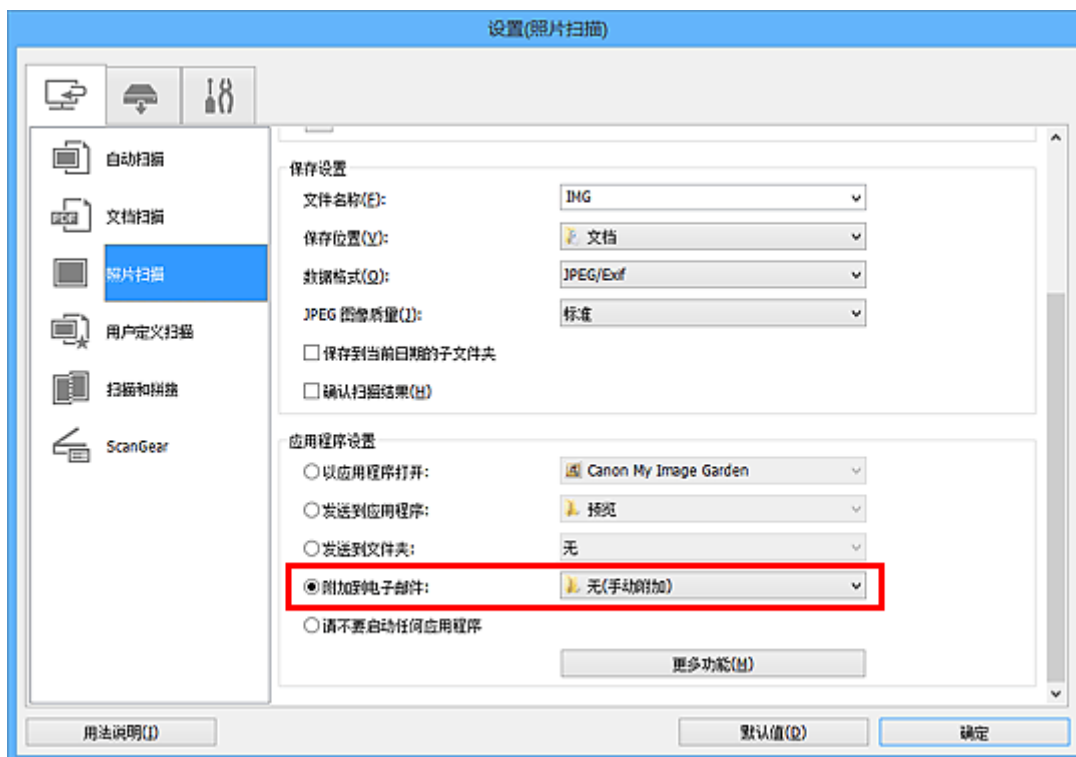 设置(照片扫描)
自动扫描
文档扫描
照片扫描
用户定义扫描
扫描和拼接
ScanGear
保存设置
文件名称(F): IMG
保存位置(V): 文档
数据格式(O): JPEG/Exif
JPEG 图像质量(J): 标准
保存到当前日期的子文件夹
确认扫描结果(H)
应用程序设置
以应用程序打开: Canon My Image Garden
发送到应用程序: 预览
发送到文件夹: 无
附加到电子邮件: 无(手动附加)
请不要启动任何应用程序
更多功能(M)
用法说明(I)
默认值(D)
确定